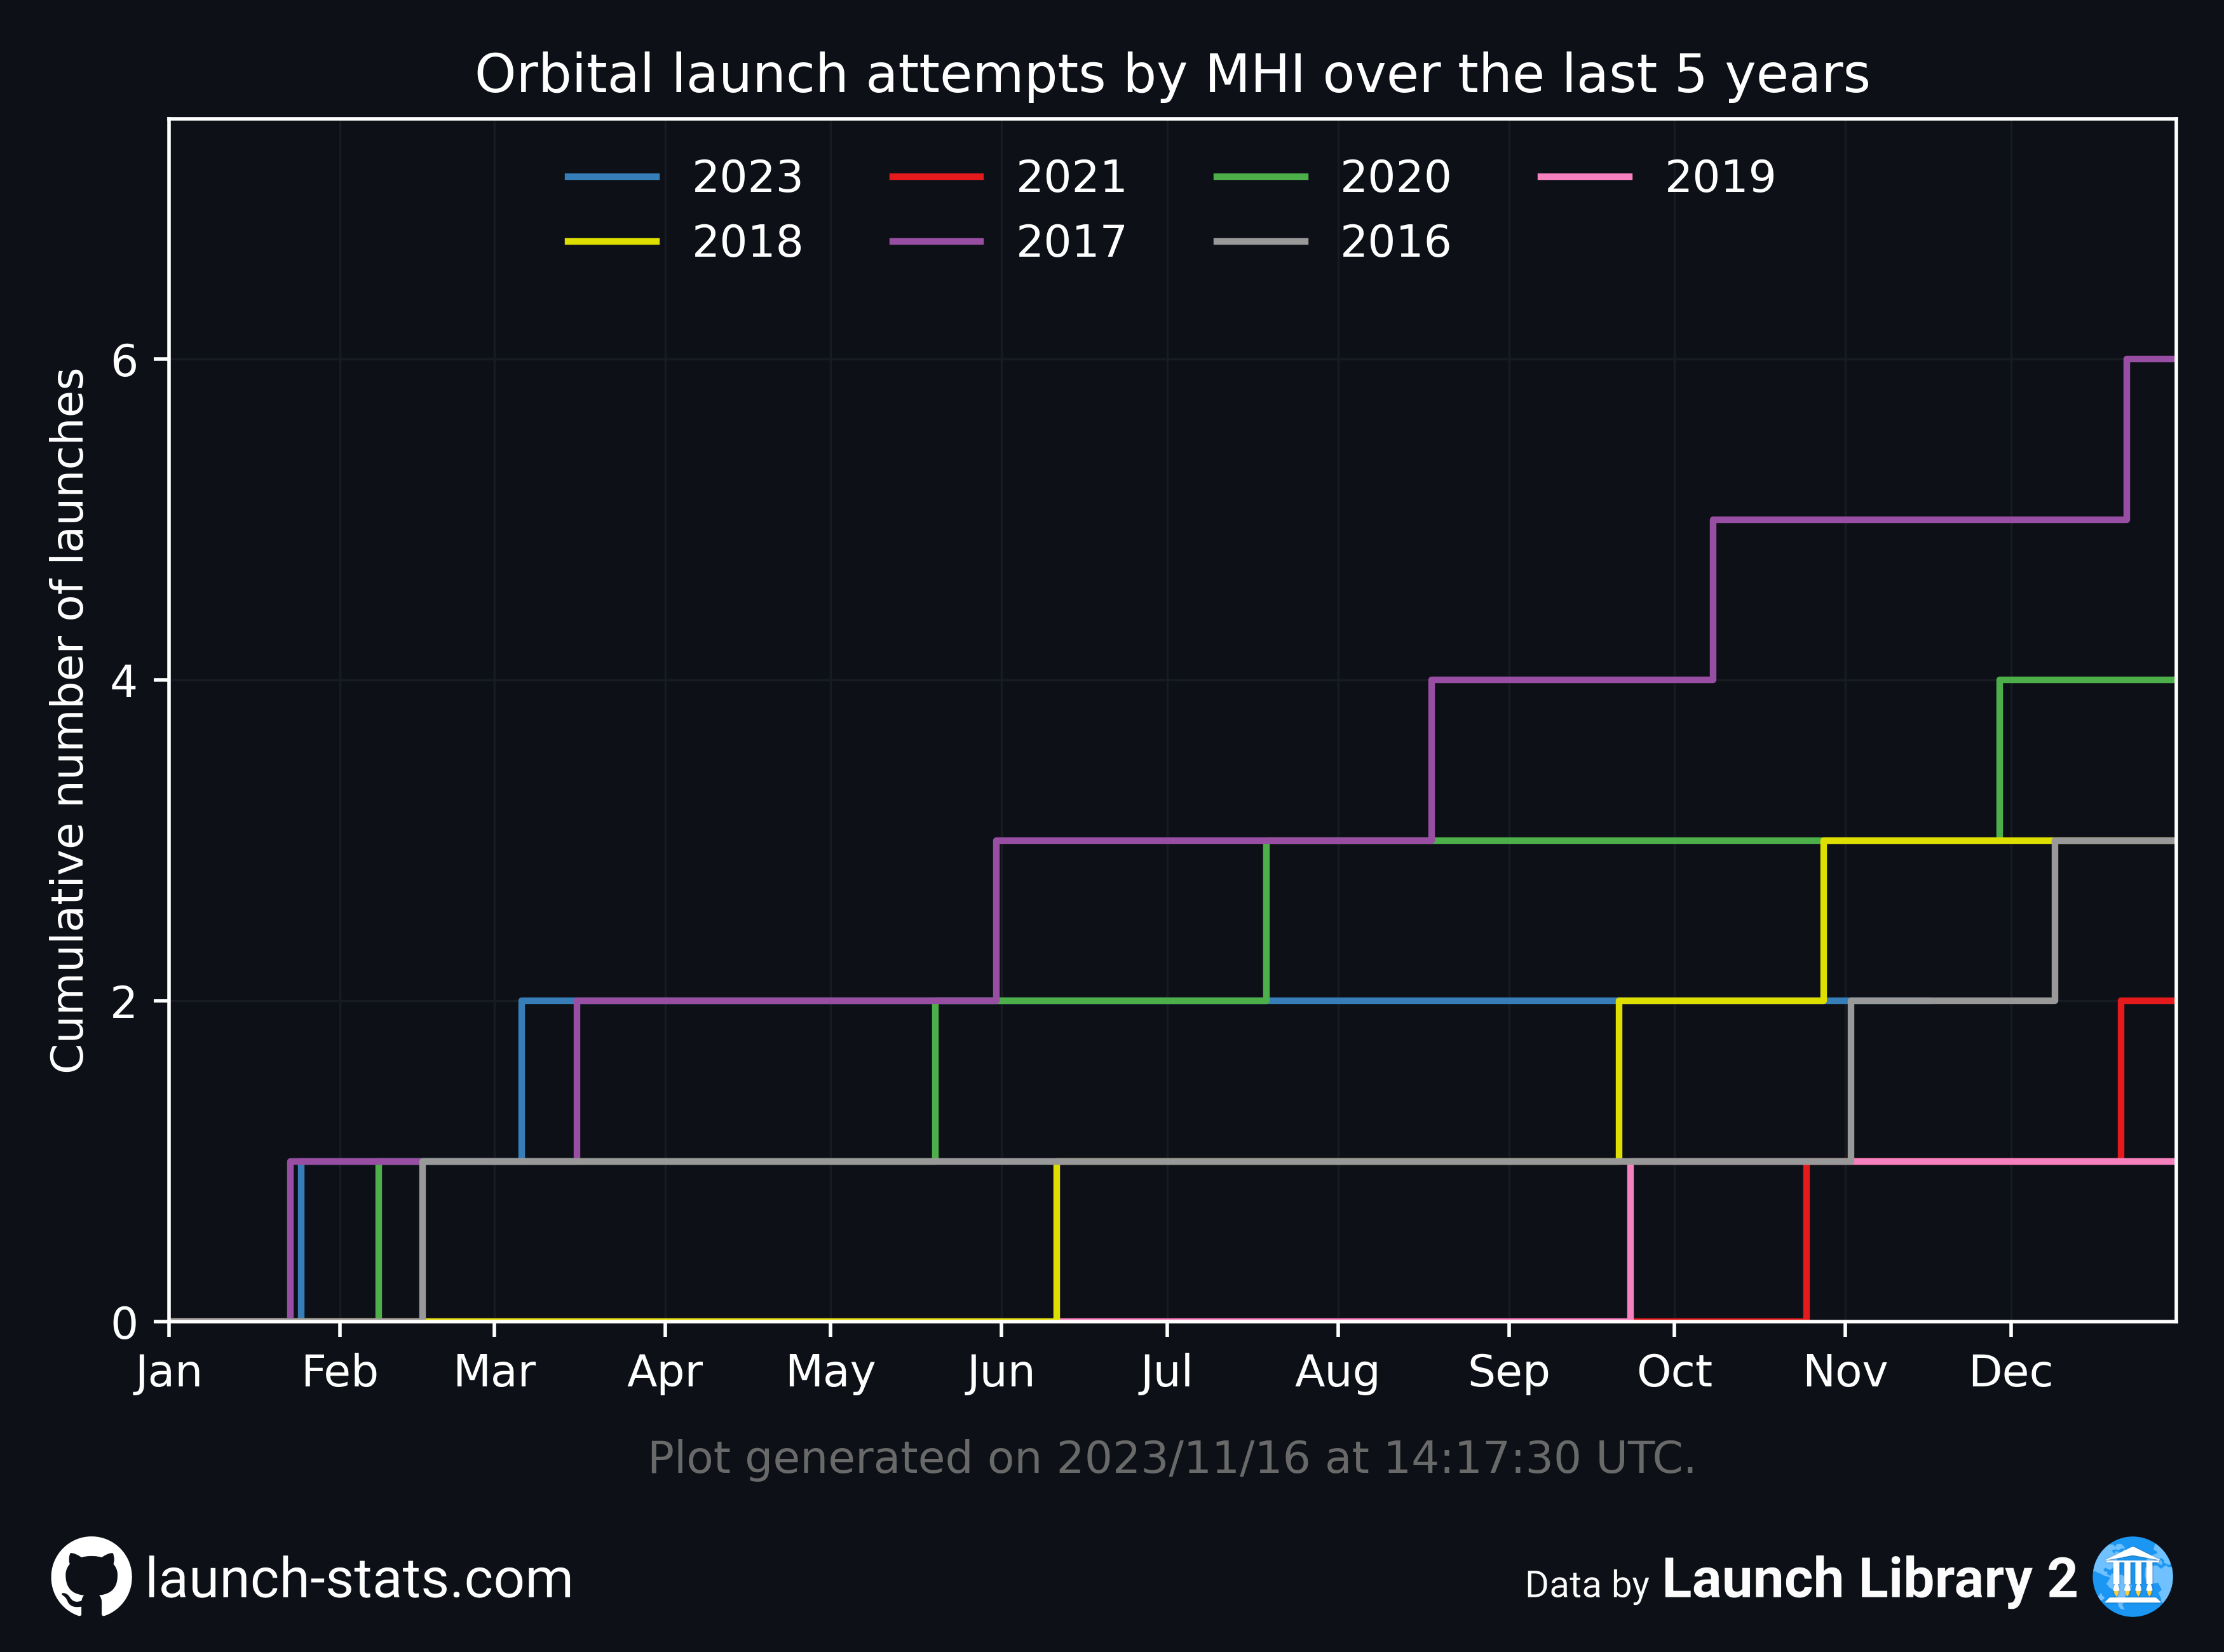 Orbital launch attempts by MHI over the last 5 years
2023 2021 2020 2019
2018 2017 2016
Cumulative number of launches
6
4
2
0
Jan Feb Mar Apr May Jun Jul Aug Sep Oct Nov Dec
Plot generated on 2023/11/16 at 14:17:30 UTC.
launch-stats.com
Data by Launch Library 2